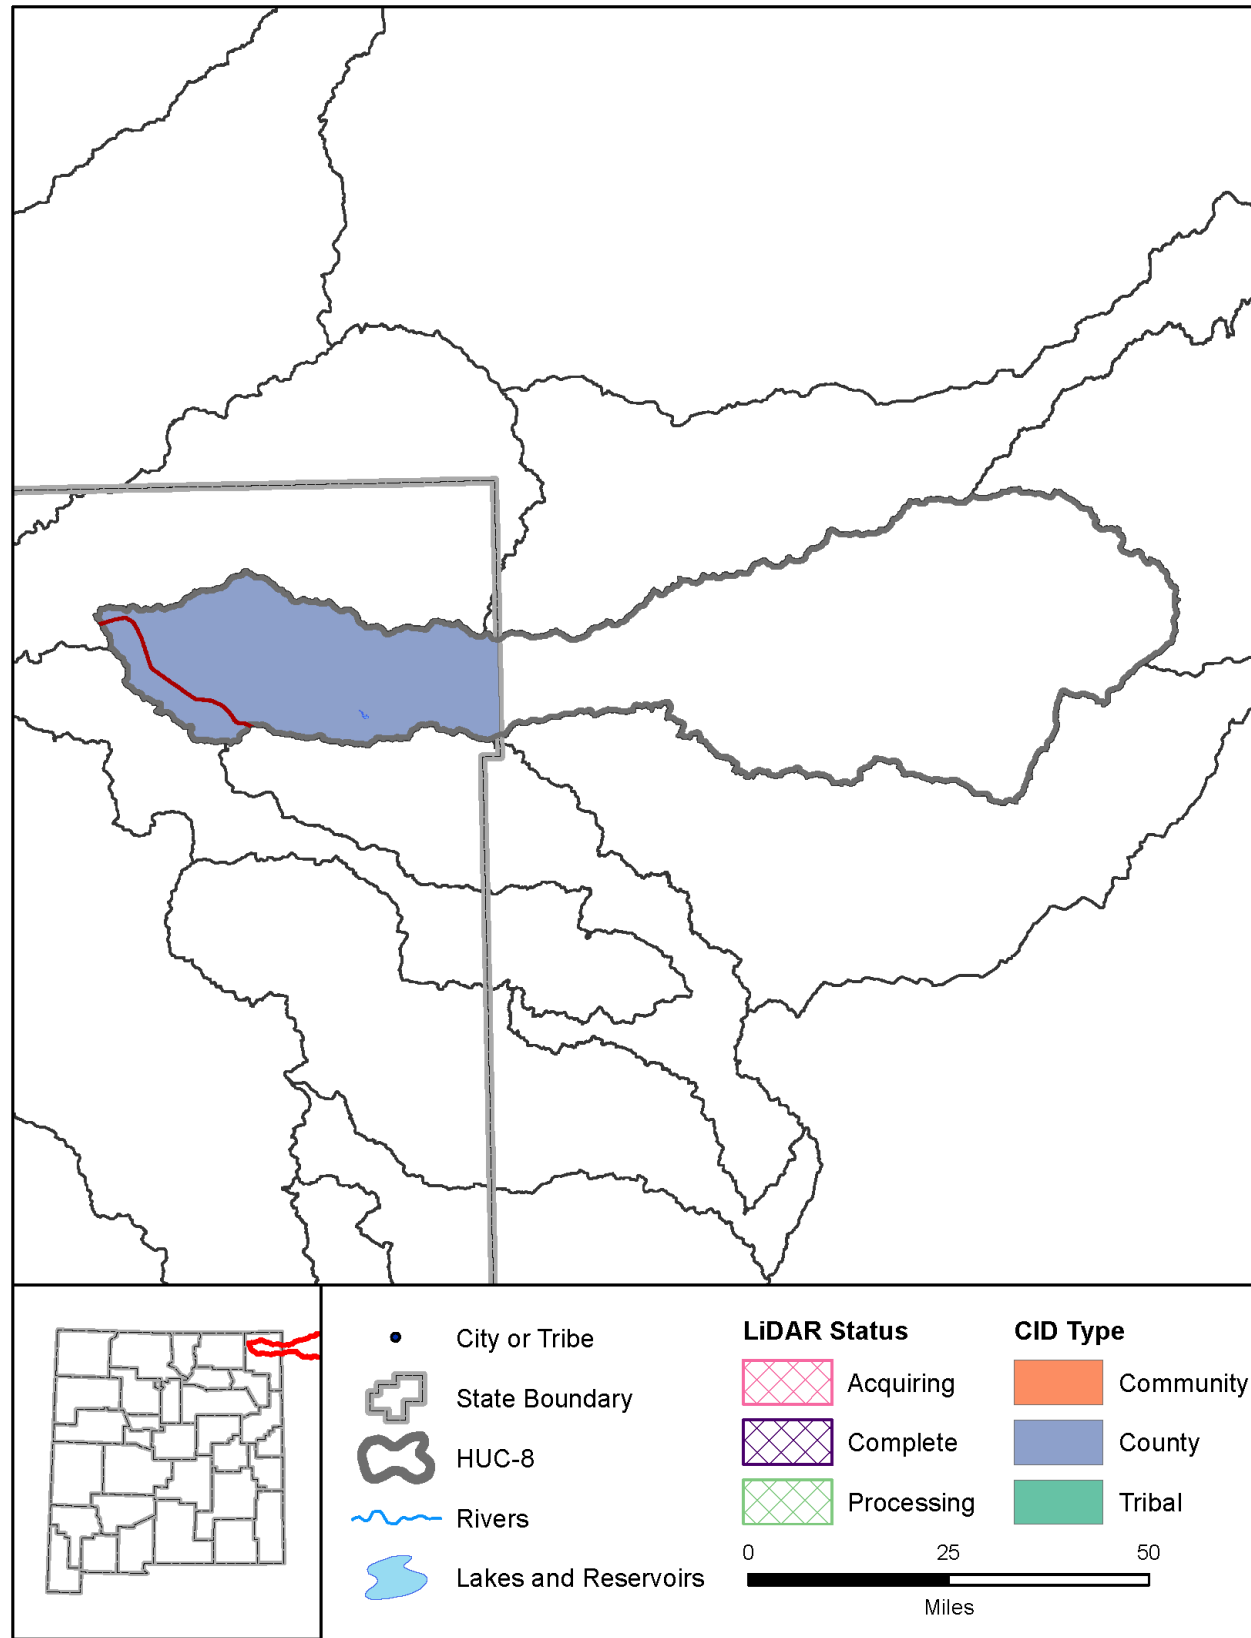 City or Tribe
State Boundary
HUC-8
Rivers
Lakes and Reservoirs
LiDAR Status
Acquiring
Complete
Processing
CID Type
Community
County
Tribal
0 25 50
Miles